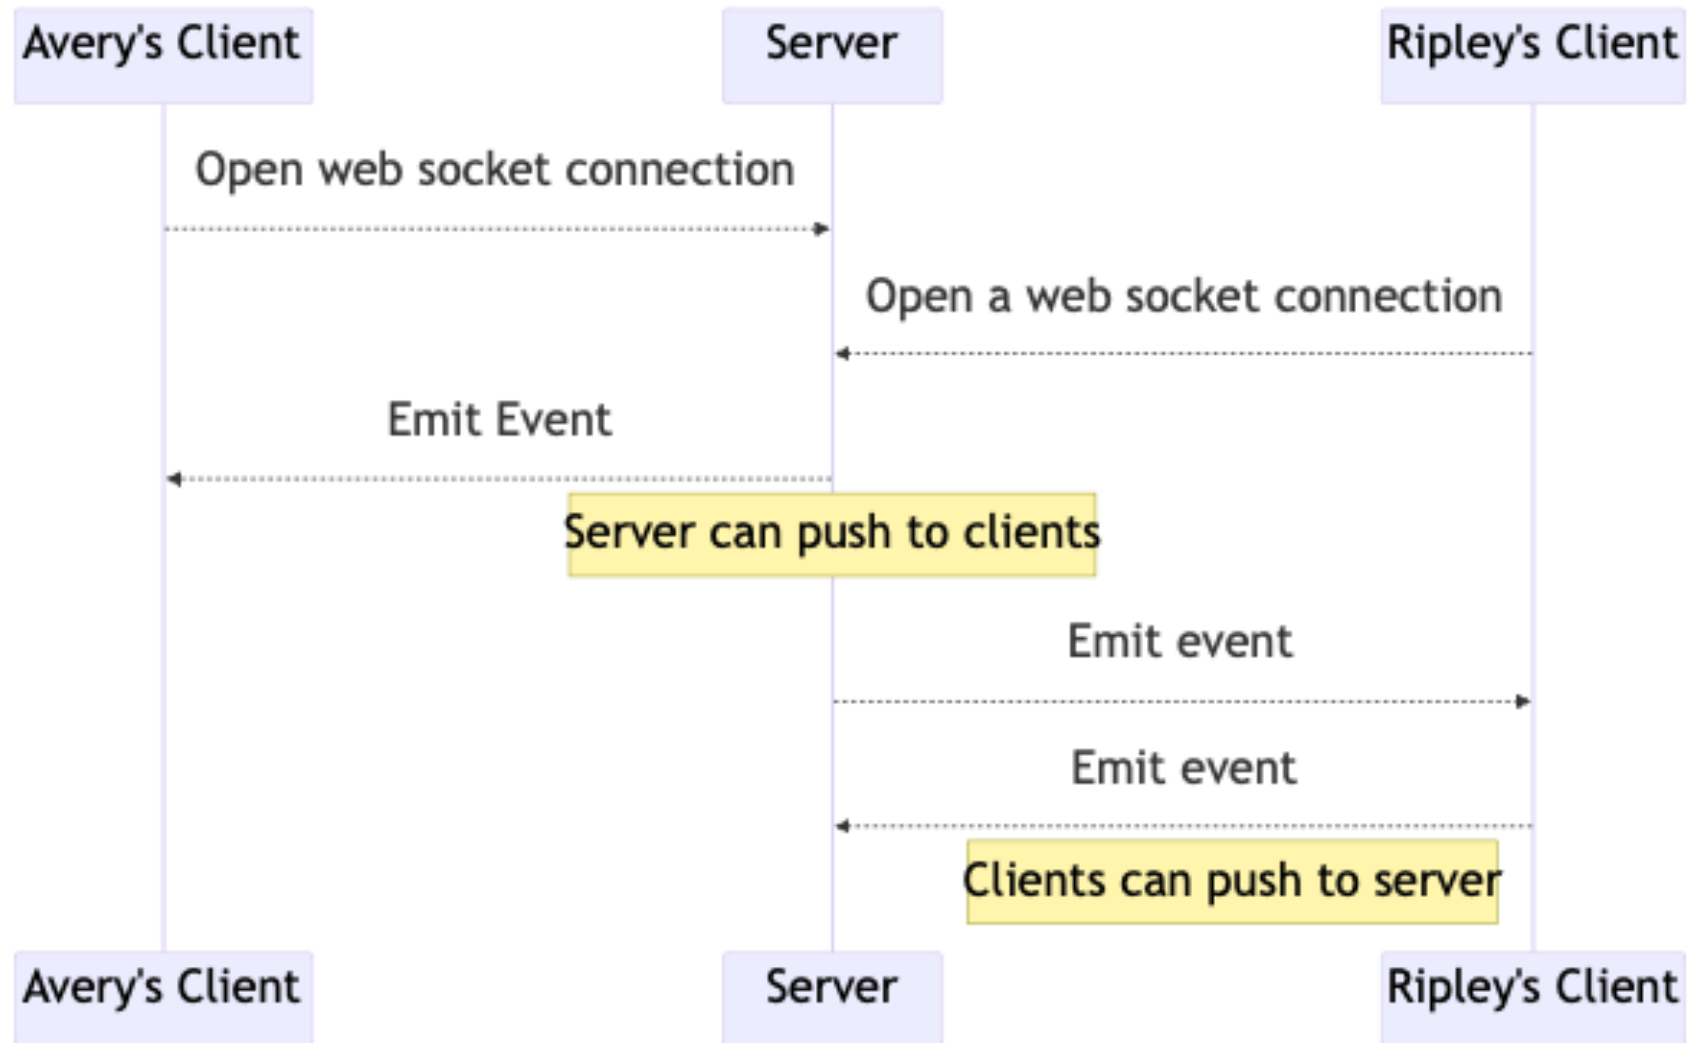 Avery's Client
Server
Ripley's Client
Open web socket connection
Open a web socket connection
Emit Event
Server can push to clients
Emit event
Emit event
Clients can push to server
Avery's Client
Server
Ripley's Client